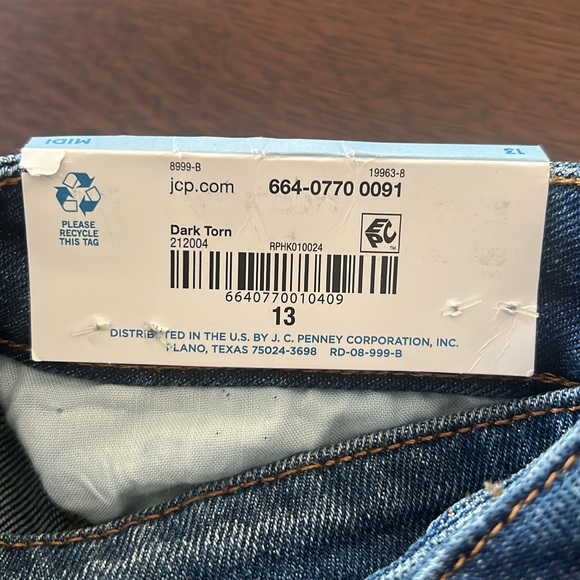 MIDI
13
8999-B
19963-8
jcp.com
664-0770 0091
PLEASE
RECYCLE
THIS TAG
Dark Torn
212004
RPHK010024
EPC™
6640770010409
13
DISTRIBUTED IN THE U.S. BY J. C. PENNEY CORPORATION, INC.
PLANO, TEXAS 75024-3698 RD-08-999-B